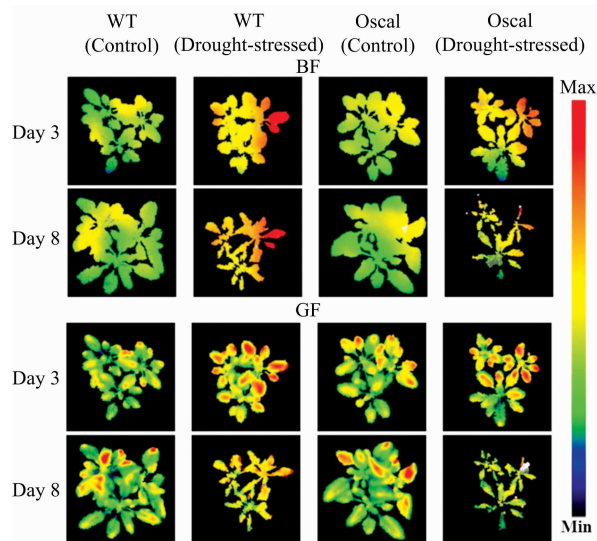 WT WT Oscal Oscal
(Control) (Drought-stressed) (Control) (Drought-stressed)
BF
Max
Day 3
Day 8
GF
Day 3
Day 8
Min